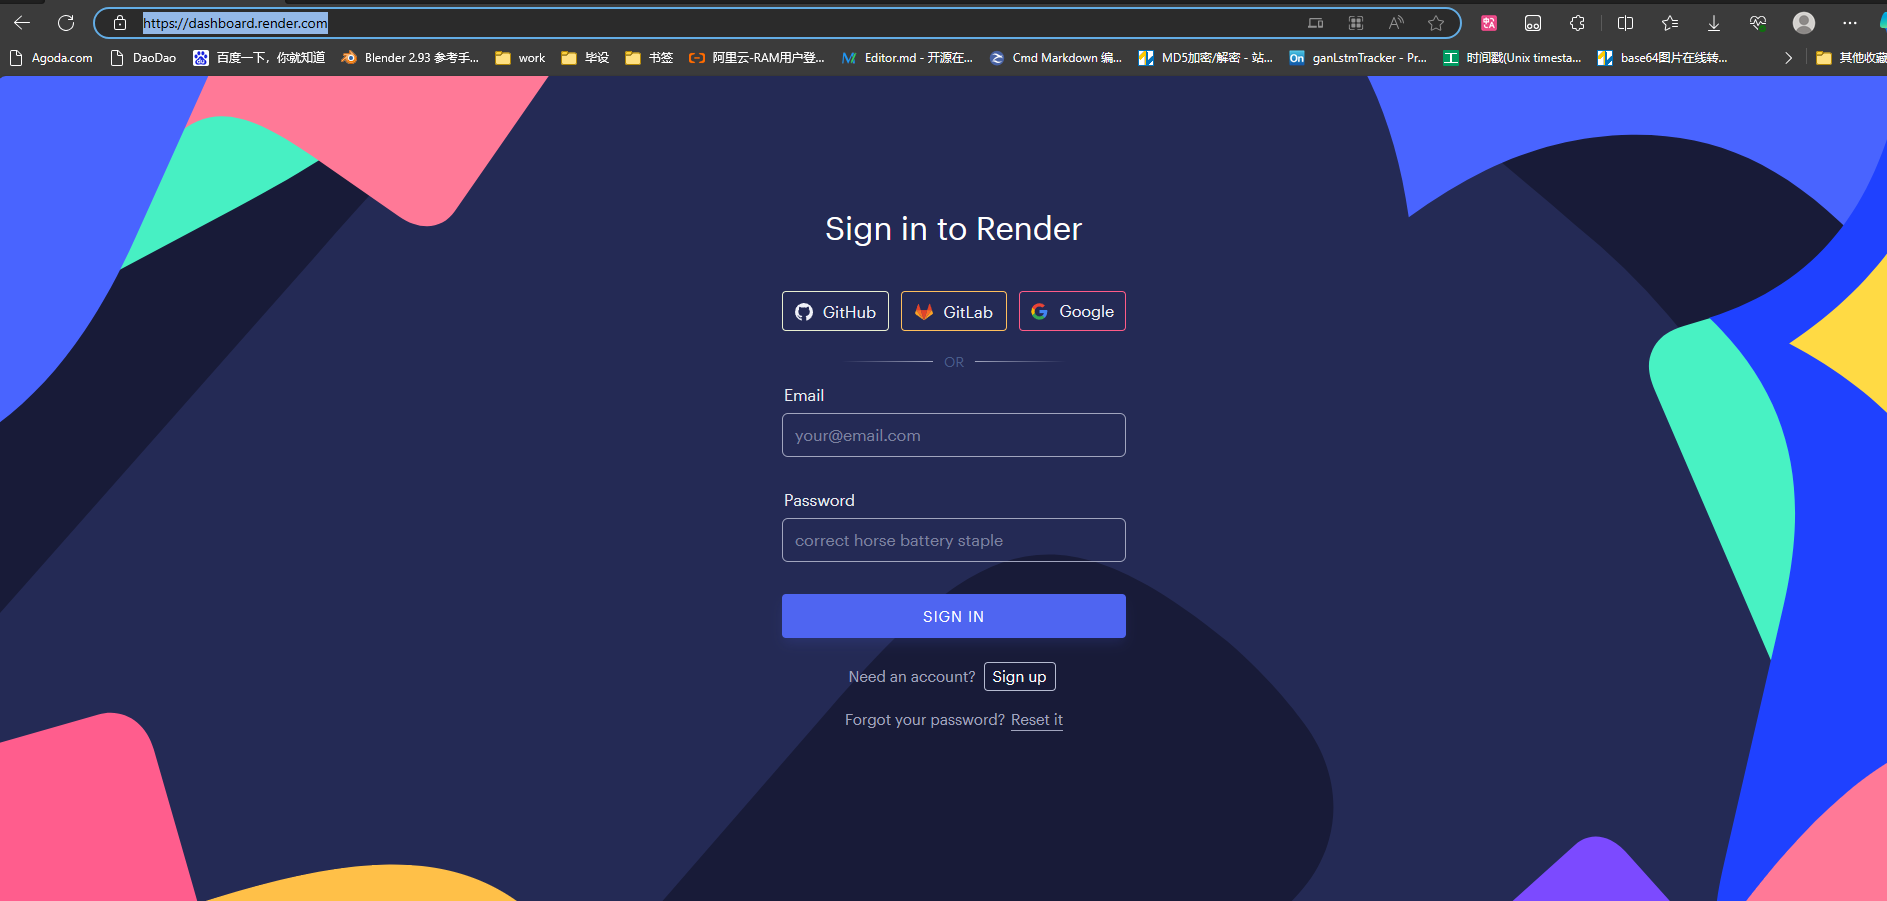 https://dashboard.render.com
Agoda.com DaoDao 百度一下，你就知道 Blender 2.93 参考手... work 毕设 书签 阿里云-RAM用户登... Editor.md - 开源在... Cmd Markdown 编... MD5加密/解密 - 站... ganLstmTracker - Pr... 时间戳(Unix timesta... base64图片在线转... 其他收藏
Sign in to Render
GitHub GitLab Google
OR
Email
your@email.com
Password
correct horse battery staple
SIGN IN
Need an account? Sign up
Forgot your password? Reset it